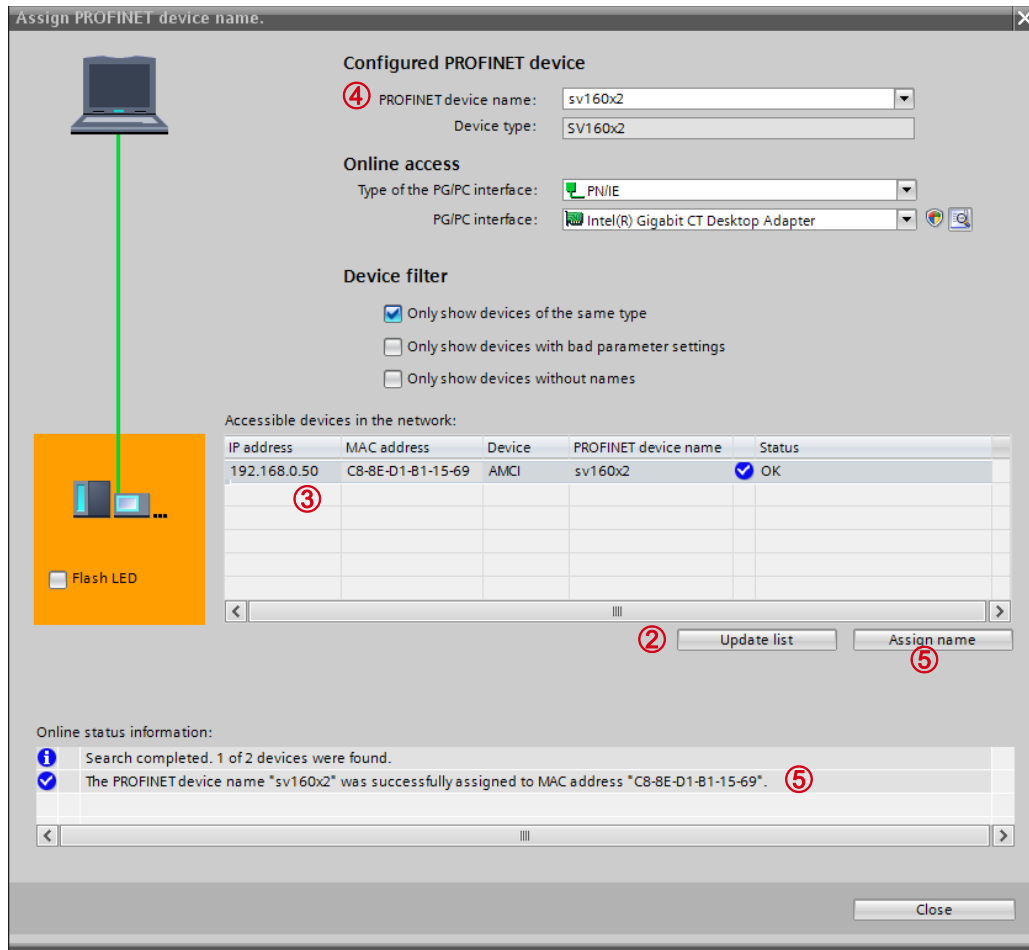 Assign PROFINET device name.
Configured PROFINET device
④ PROFINET device name: sv160x2
Device type: SV160x2
Online access
Type of the PG/PC interface: PN/IE
PG/PC interface: Intel(R) Gigabit CT Desktop Adapter
Device filter
Only show devices of the same type
Only show devices with bad parameter settings
Only show devices without names
Accessible devices in the network:
IP address MAC address Device PROFINET device name Status
192.168.0.50 C8-8E-D1-B1-15-69 AMCI sv160x2 OK
③
Flash LED
② Update list Assign name
⑤
Online status information:
Search completed. 1 of 2 devices were found.
The PROFINET device name "sv160x2" was successfully assigned to MAC address "C8-8E-D1-B1-15-69". ⑤
Close